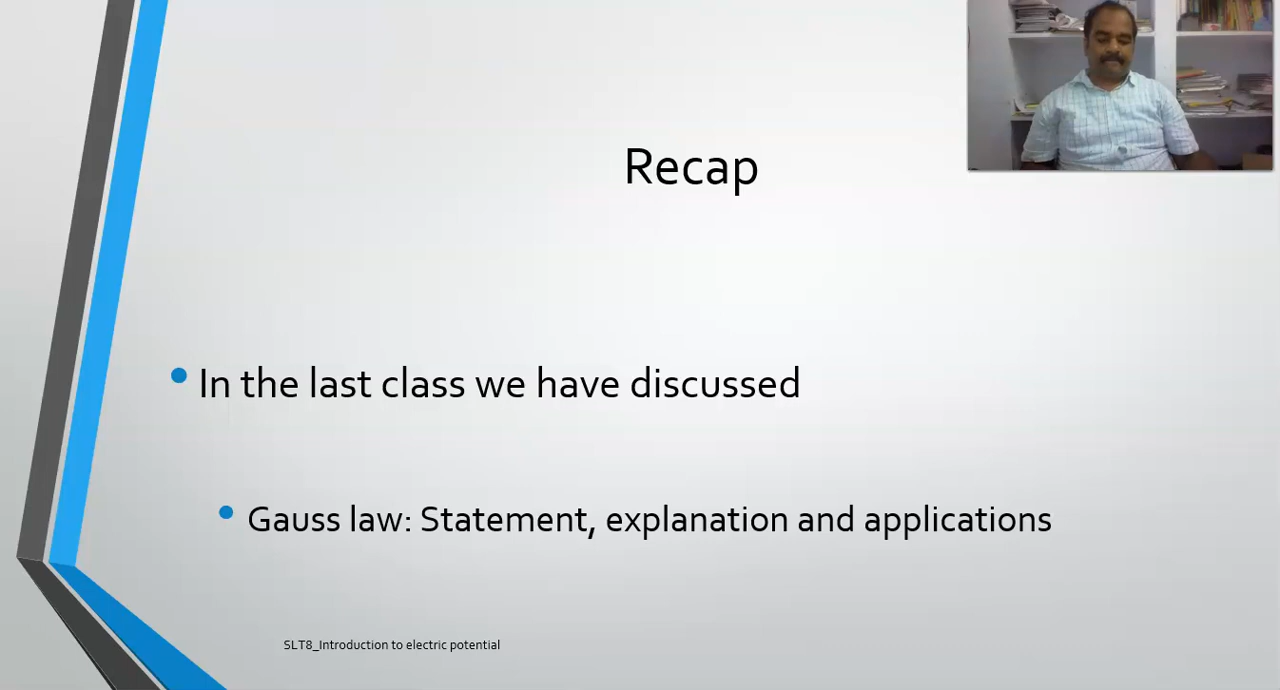 Recap
In the last class we have discussed
Gauss law: Statement, explanation and applications
SLT8_Introduction to electric potential